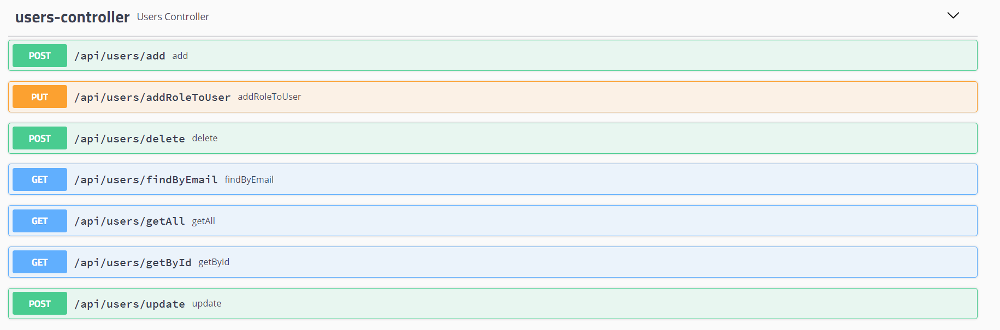 users-controller Users Controller
POST /api/users/add add
PUT /api/users/addRoleToUser addRoleToUser
POST /api/users/delete delete
GET /api/users/findByEmail findByEmail
GET /api/users/getAll getAll
GET /api/users/getById getById
POST /api/users/update update